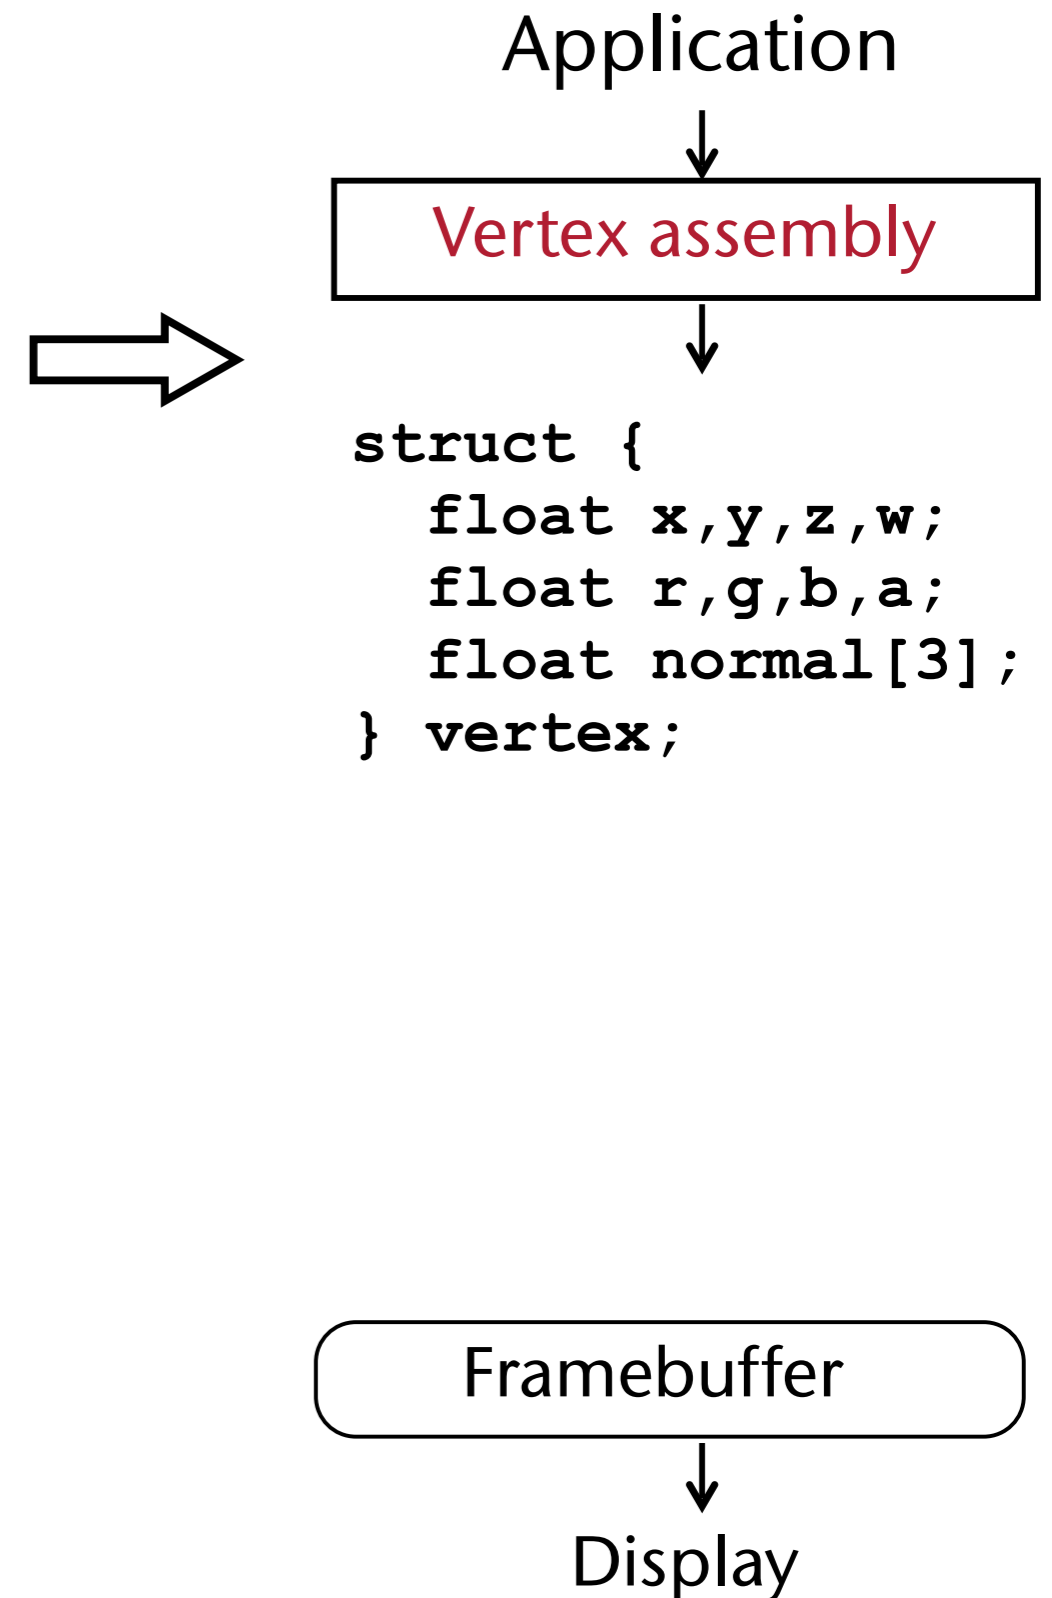 Application
Vertex assembly
struct {
  float x,y,z,w;
  float r,g,b,a;
  float normal[3];
} vertex;
Framebuffer
Display